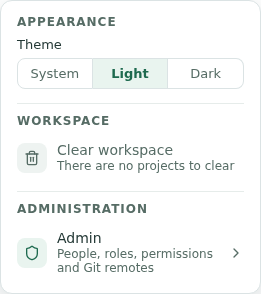 APPEARANCE
Theme
System Light Dark
WORKSPACE
Clear workspace
There are no projects to clear
ADMINISTRATION
Admin
People, roles, permissions
and Git remotes